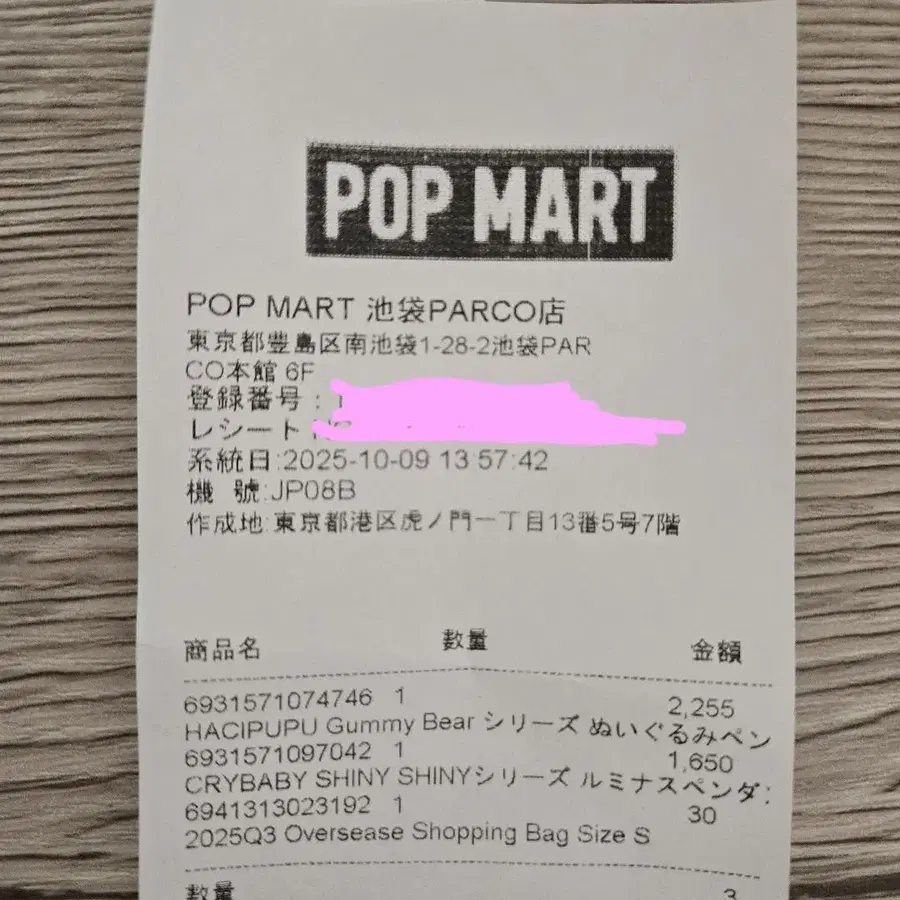 POP MART
POP MART 池袋PARCO店
東京都豊島区南池袋1-28-2池袋PAR
CO本館 6F
登録番号:
レシート
系統日:2025-10-09 13:57:42
機 號:JP08B
作成地:東京都港区虎ノ門一丁目13番5号7階
商品名 数量 金額
6931571074746 1 2,255
HACIPUPU Gummy Bear シリーズ ぬいぐるみペン
6931571097042 1 1,650
CRYBABY SHINY SHINYシリーズ ルミナスペンダ
6941313023192 1 30
2025Q3 Oversease Shopping Bag Size S
数量 3